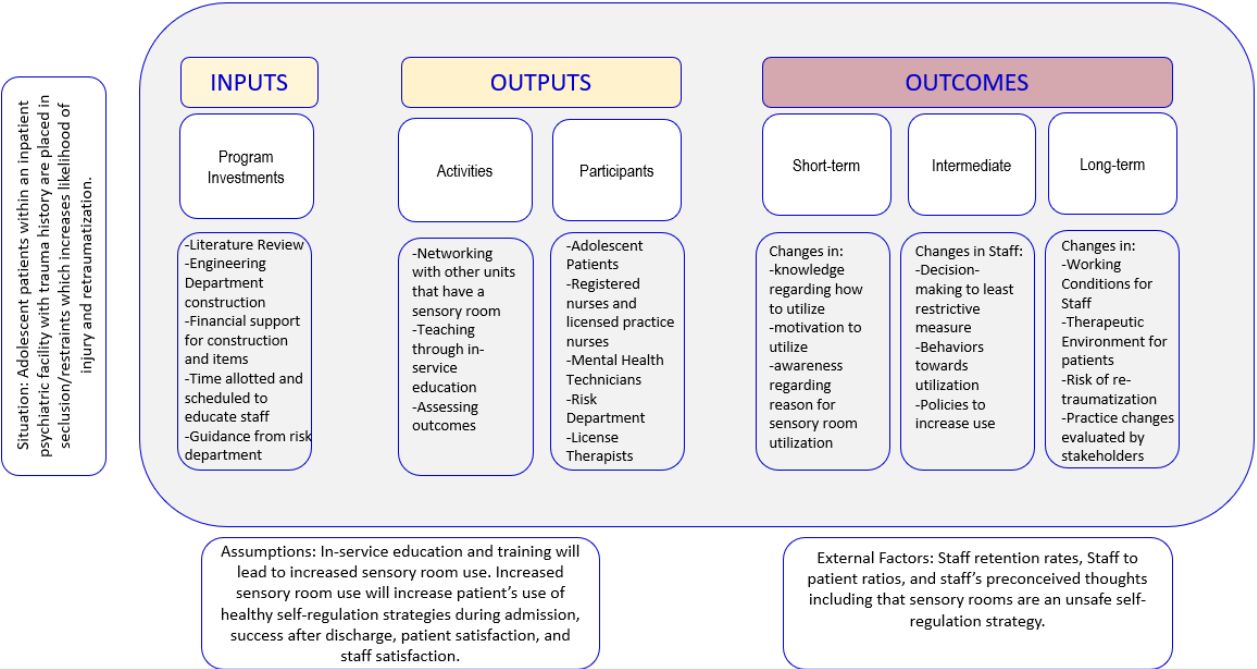 Situation: Adolescent patients within an inpatient
psychiatric facility with trauma history are placed in
seclusion/restraints which increases likelihood of
injury and retraumatization.
INPUTS
Program
Investments
-Literature Review
-Engineering
Department
construction
-Financial support
for construction
and items
-Time allotted and
scheduled to
educate staff
-Guidance from risk
department
OUTPUTS
Activities
-Networking
with other units
that have a
sensory room
-Teaching
through in-
service
education
-Assessing
outcomes
Participants
-Adolescent
Patients
-Registered
nurses and
licensed practice
nurses
-Mental Health
Technicians
-Risk
Department
-License
Therapists
OUTCOMES
Short-term
Changes in:
-knowledge
regarding how
to utilize
-motivation to
utilize
-awareness
regarding
reason for
sensory room
utilization
Intermediate
Changes in Staff:
-Decision-
making to least
restrictive
measure
-Behaviors
towards
utilization
-Policies to
increase use
Long-term
Changes in:
-Working
Conditions for
Staff
-Therapeutic
Environment for
patients
-Risk of re-
traumatization
-Practice changes
evaluated by
stakeholders
Assumptions: In-service education and training will
lead to increased sensory room use. Increased
sensory room use will increase patient’s use of
healthy self-regulation strategies during admission,
success after discharge, patient satisfaction, and
staff satisfaction.
External Factors: Staff retention rates, Staff to
patient ratios, and staff’s preconceived thoughts
including that sensory rooms are an unsafe self-
regulation strategy.